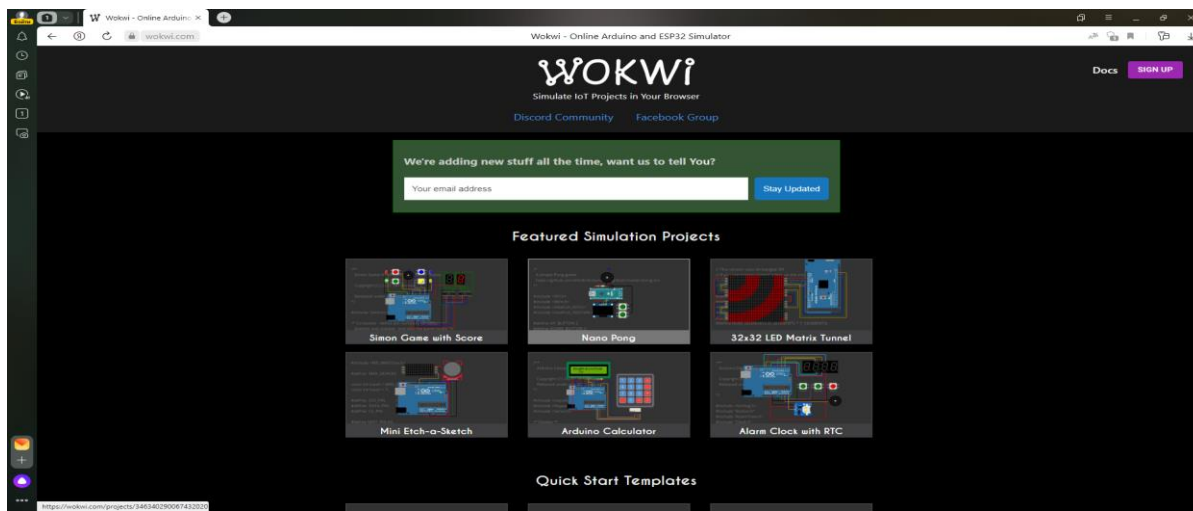 Wokwi - Online Arduino
wokwi.com
Wokwi - Online Arduino and ESP32 Simulator
WOKWi
Simulate IoT Projects in Your Browser
Docs
SIGN UP
Discord Community
Facebook Group
We're adding new stuff all the time, want us to tell You?
Your email address
Stay Updated
Featured Simulation Projects
Simon Game with Score
Nano Pong
32x32 LED Matrix Tunnel
Mini Etch-a-Sketch
Arduino Calculator
Alarm Clock with RTC
Quick Start Templates
https://wokwi.com/projects/346340290067432020